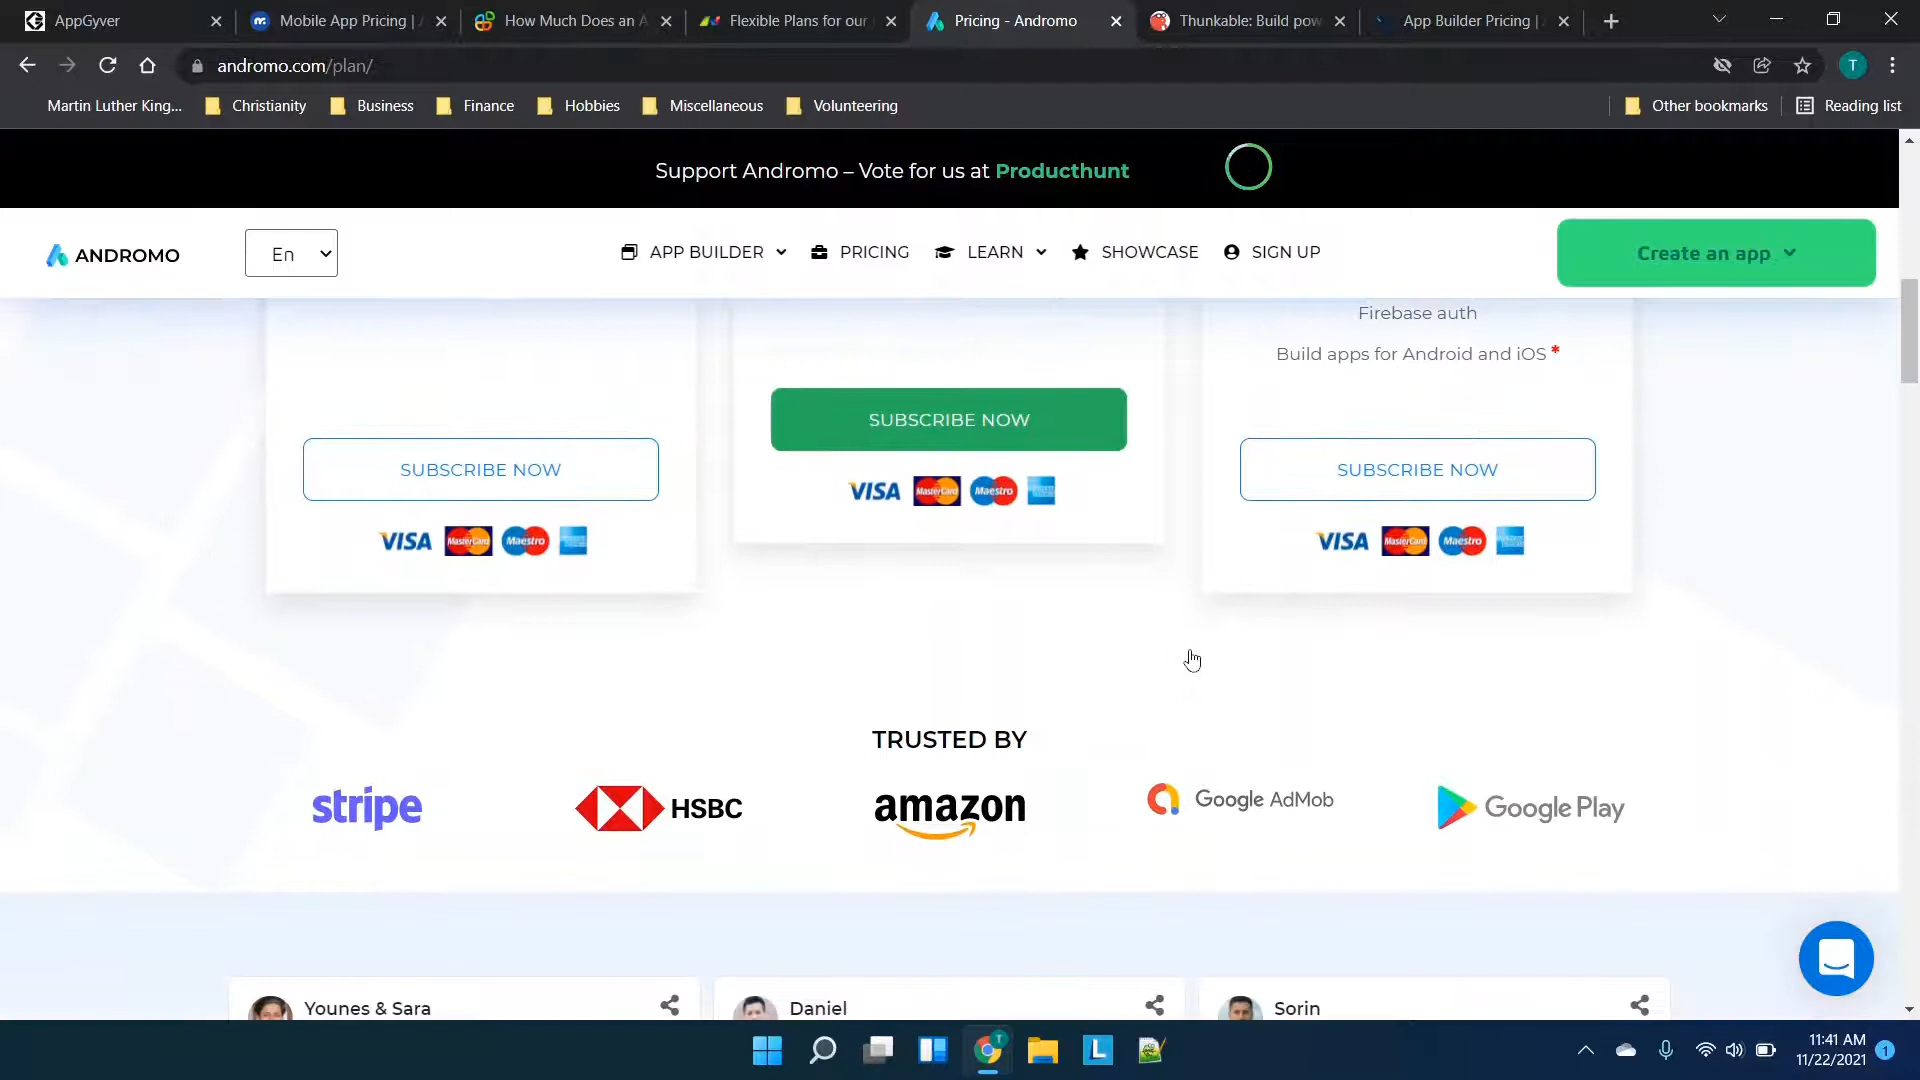 AppGyver
Mobile App Pricing |
How Much Does an A
Flexible Plans for our
Pricing - Andromo
Thunkable: Build pow
App Builder Pricing |
andromo.com/plan/
T
Martin Luther King...
Christianity
Business
Finance
Hobbies
Miscellaneous
Volunteering
Other bookmarks
Reading list
Support Andromo – Vote for us at Producthunt
ANDROMO
En
APP BUILDER
PRICING
LEARN
SHOWCASE
SIGN UP
Create an app
Firebase auth
Build apps for Android and iOS *
SUBSCRIBE NOW
VISA MasterCard Maestro
SUBSCRIBE NOW
VISA MasterCard Maestro
SUBSCRIBE NOW
VISA MasterCard Maestro
TRUSTED BY
stripe
HSBC
amazon
Google AdMob
Google Play
Younes & Sara
Daniel
Sorin
11:41 AM
11/22/2021
1